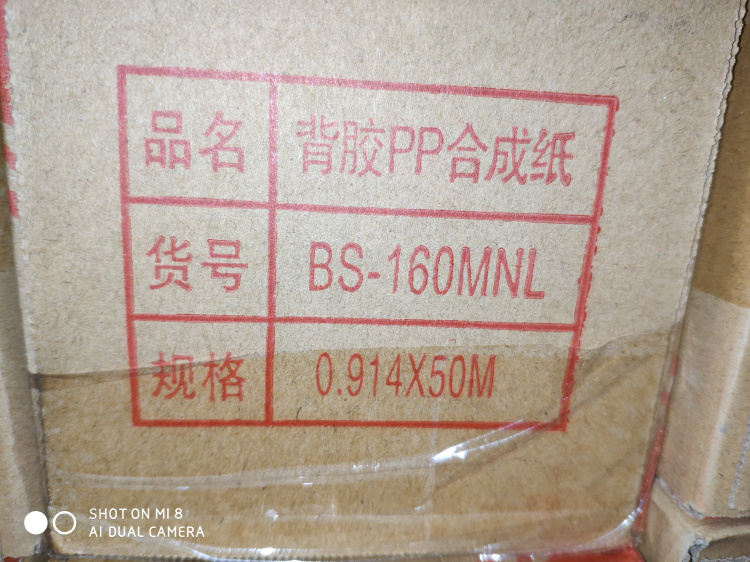 品名 背胶PP合成纸
货号 BS-160MNL
规格 0.914X50M
SHOT ON MI 8
AI DUAL CAMERA